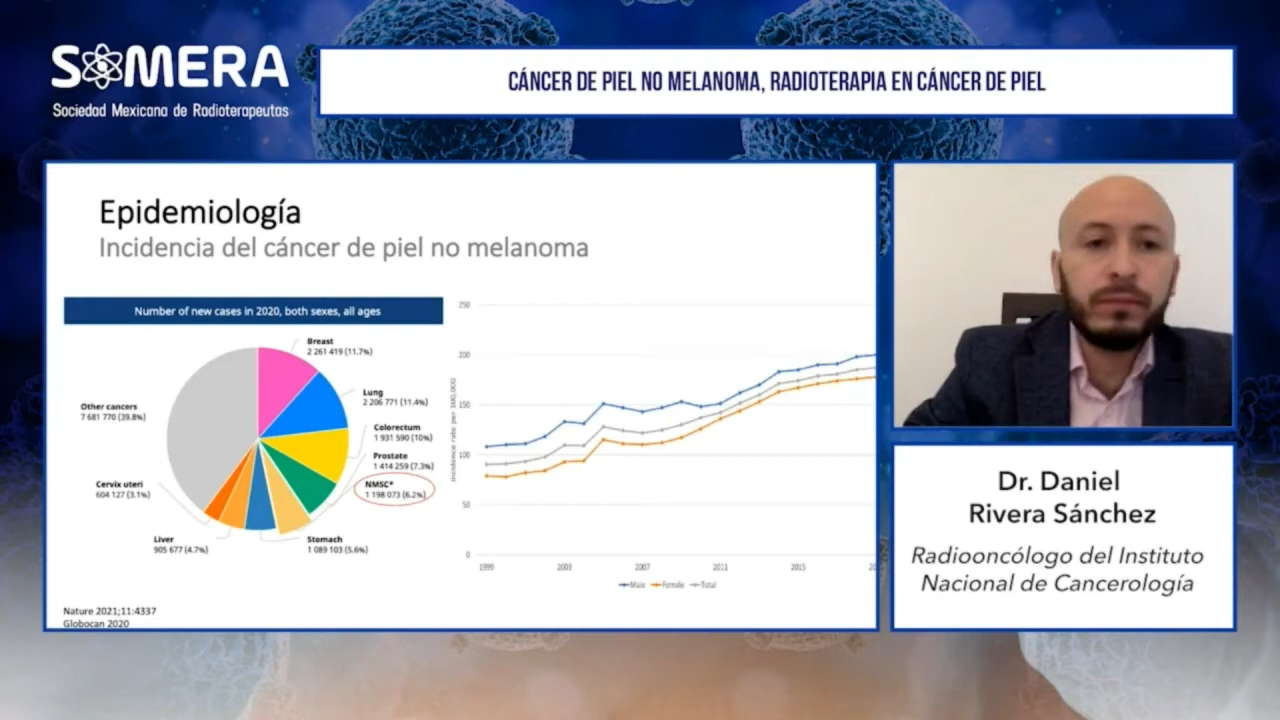 SOMERA
Sociedad Mexicana de Radioterapeutas
CÁNCER DE PIEL NO MELANOMA, RADIOTERAPIA EN CÁNCER DE PIEL
Epidemiología
Incidencia del cáncer de piel no melanoma
Number of new cases in 2020, both sexes, all ages
Breast
2 261 419 (11.7%)
Lung
2 206 771 (11.4%)
Colorectum
1 931 590 (10%)
Prostate
1 414 259 (7.3%)
NMSC*
1 198 073 (6.2%)
Stomach
1 089 103 (5.6%)
Liver
905 677 (4.7%)
Cervix uteri
604 127 (3.1%)
Other cancers
7 681 770 (39.8%)
Incidence rate per 100,000
250
200
150
100
50
0
1999 2003 2007 2011 2015
Male Female Total
Nature 2021;11:4337
Globocan 2020
Dr. Daniel
Rivera Sánchez
Radiooncólogo del Instituto
Nacional de Cancerología